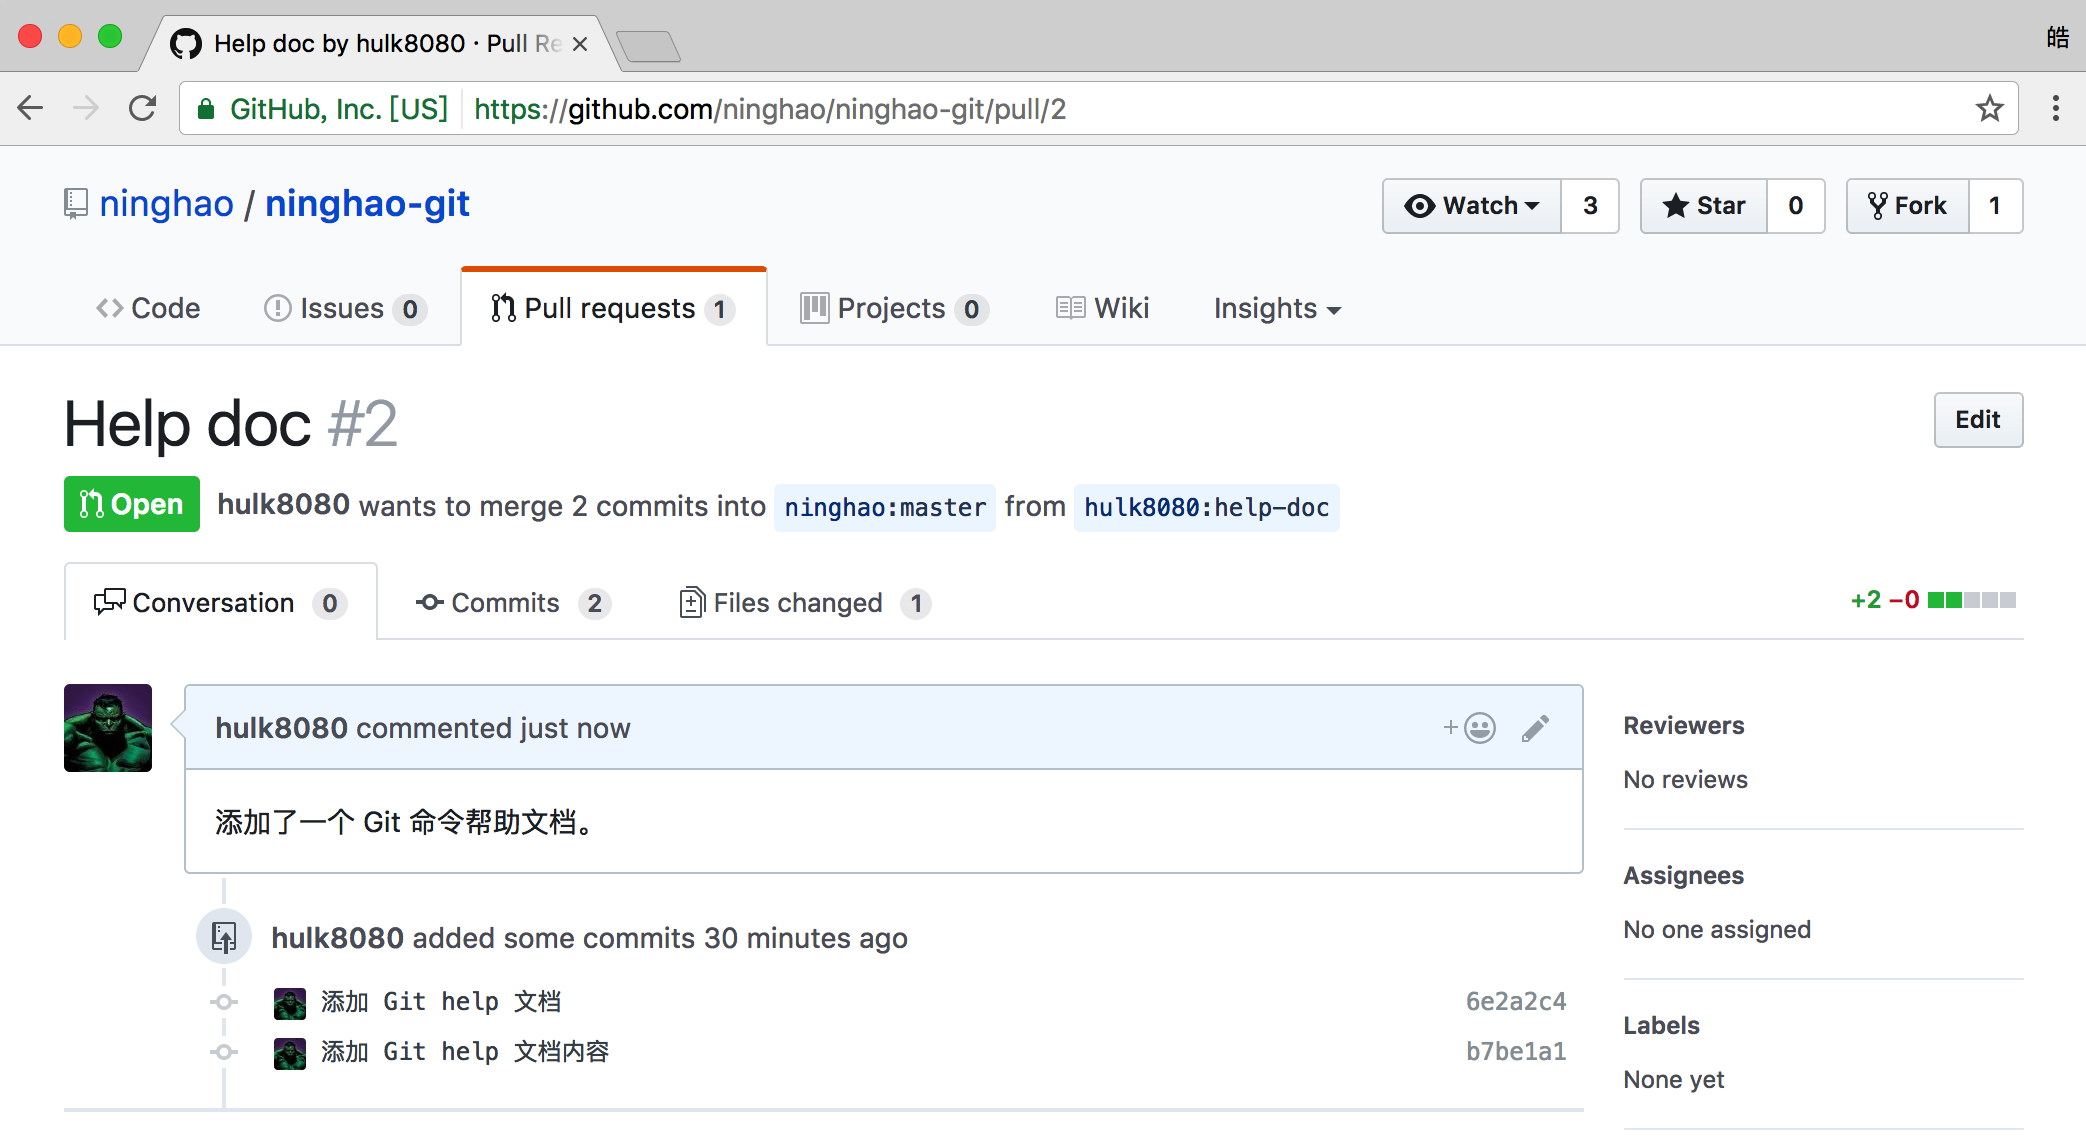 Help doc by hulk8080 · Pull Re
皓
GitHub, Inc. [US] https://github.com/ninghao/ninghao-git/pull/2
ninghao / ninghao-git
Watch 3 Star 0 Fork 1
Code Issues 0 Pull requests 1 Projects 0 Wiki Insights
Help doc #2
Edit
Open hulk8080 wants to merge 2 commits into ninghao:master from hulk8080:help-doc
Conversation 0 Commits 2 Files changed 1 +2 −0
hulk8080 commented just now
添加了一个 Git 命令帮助文档。
hulk8080 added some commits 30 minutes ago
添加 Git help 文档 6e2a2c4
添加 Git help 文档内容 b7be1a1
Reviewers
No reviews
Assignees
No one assigned
Labels
None yet